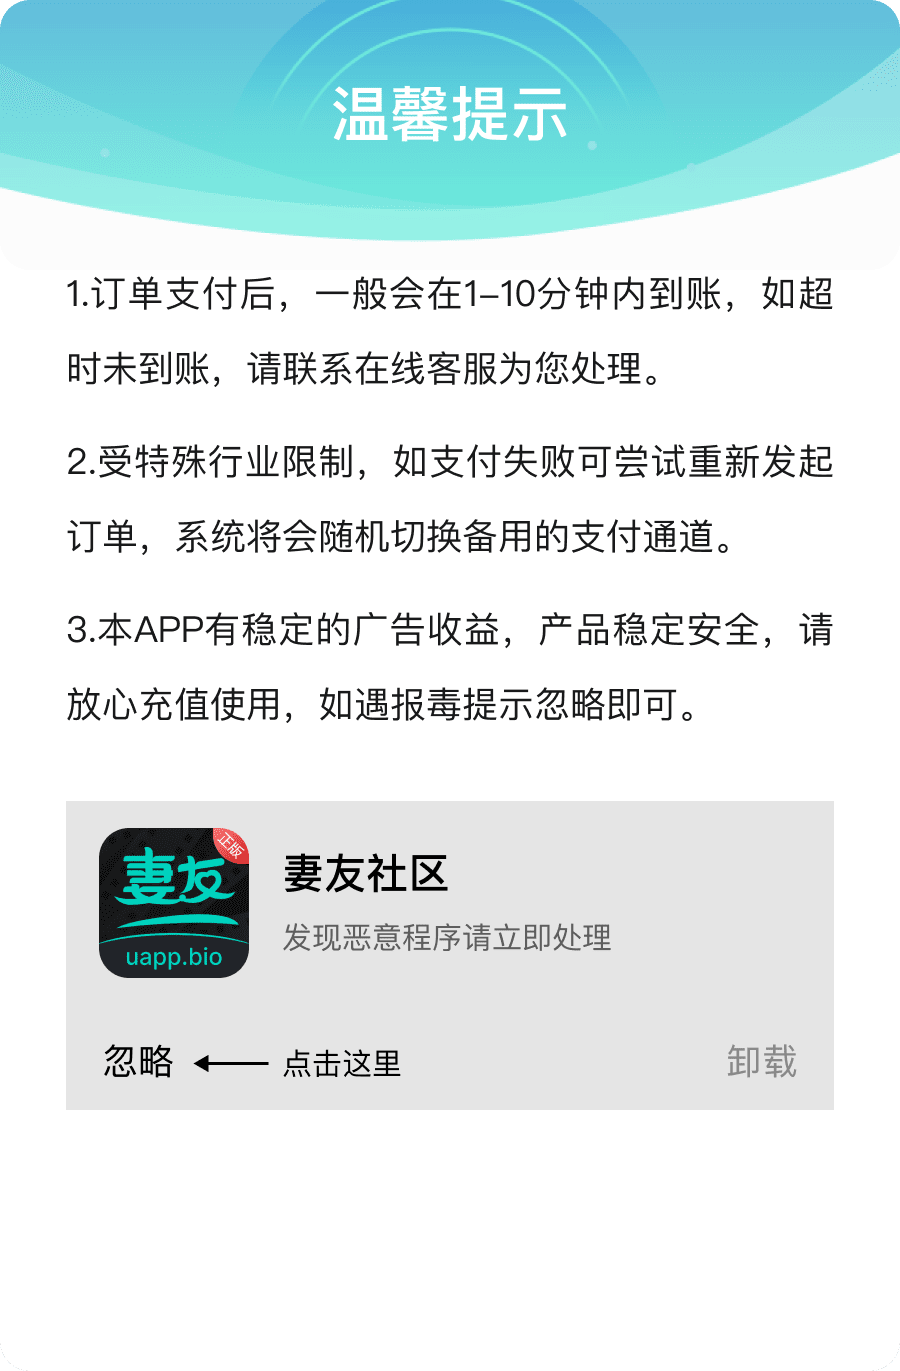 温馨提示
1.订单支付后，一般会在1-10分钟内到账，如超
时未到账，请联系在线客服为您处理。
2.受特殊行业限制，如支付失败可尝试重新发起
订单，系统将会随机切换备用的支付通道。
3.本APP有稳定的广告收益，产品稳定安全，请
放心充值使用，如遇报毒提示忽略即可。
正版
妻友
uapp.bio
妻友社区
发现恶意程序请立即处理
忽略 点击这里 卸载